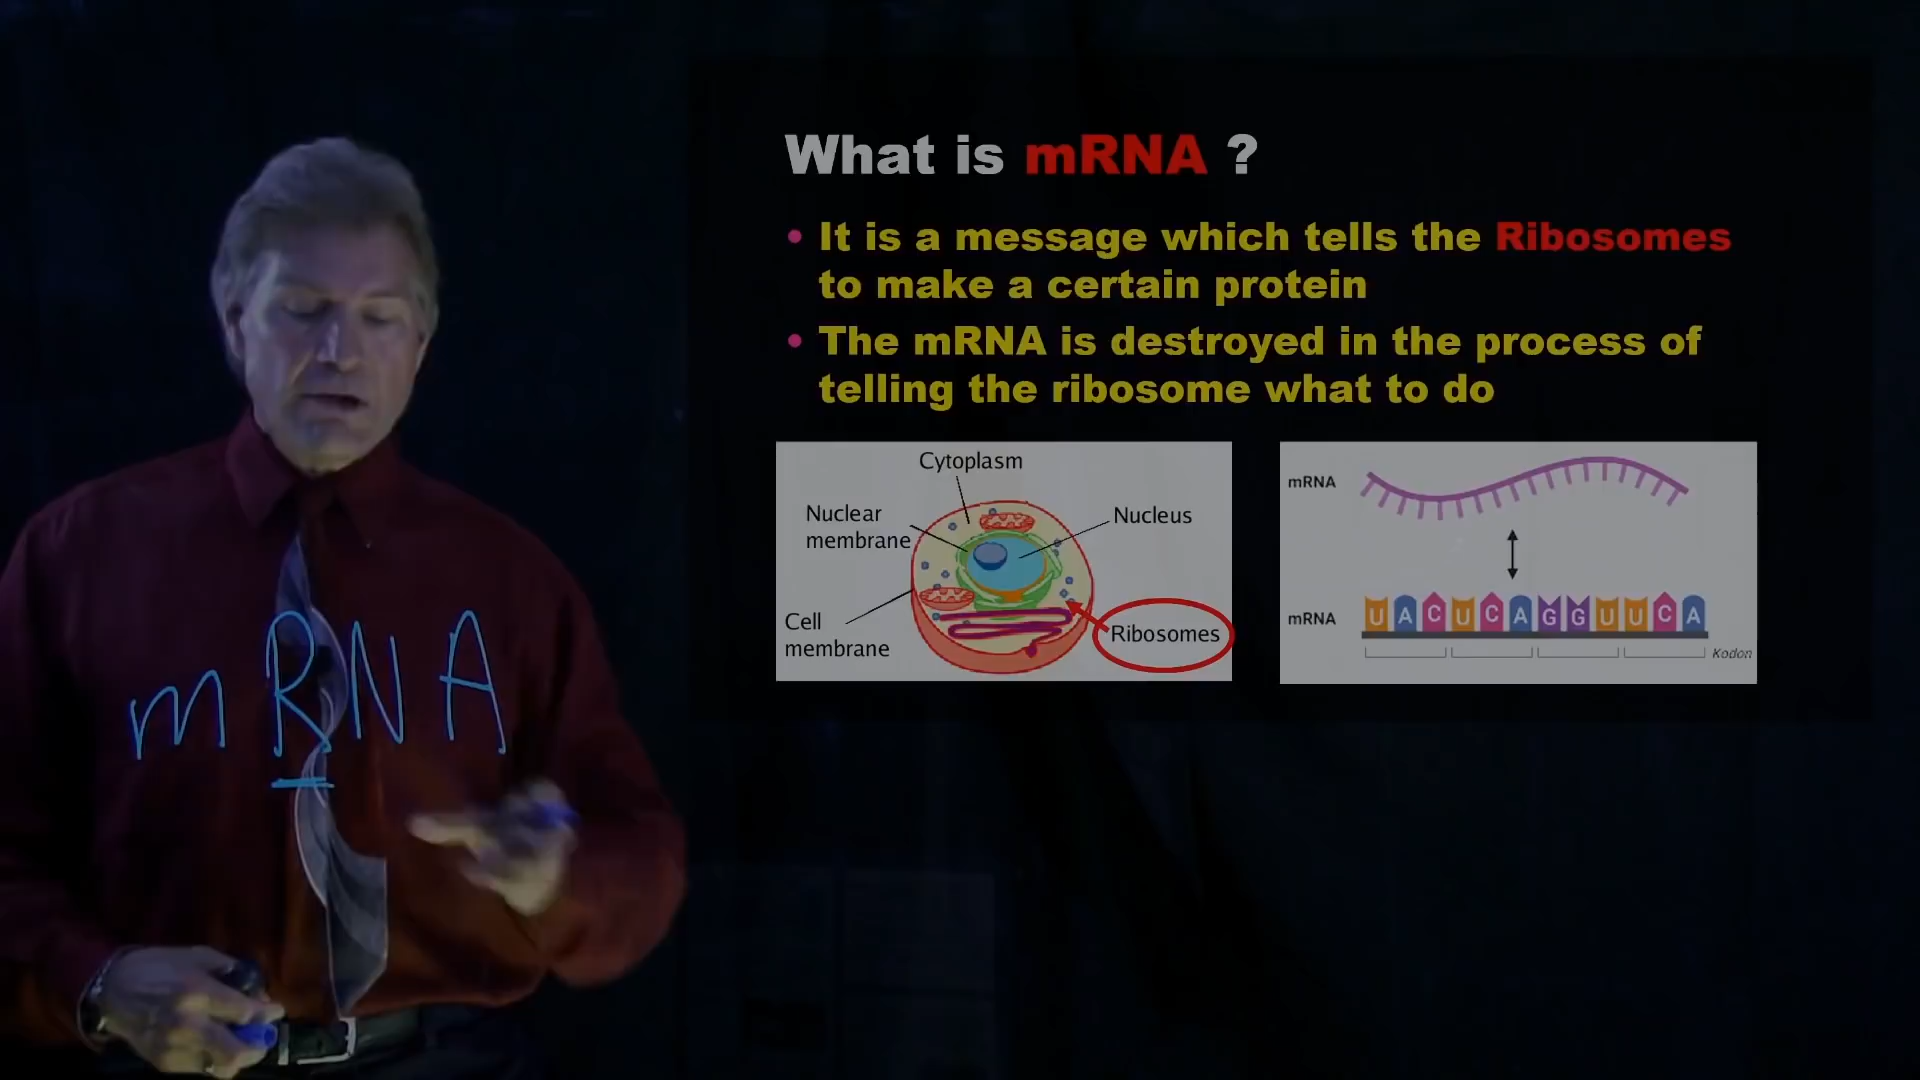 What is mRNA ?
• It is a message which tells the Ribosomes
to make a certain protein
• The mRNA is destroyed in the process of
telling the ribosome what to do
Cytoplasm
Nuclear
membrane
Nucleus
Cell
membrane
Ribosomes
mRNA
mRNA
UACUCAGGUUCA
Kodon
mRNA